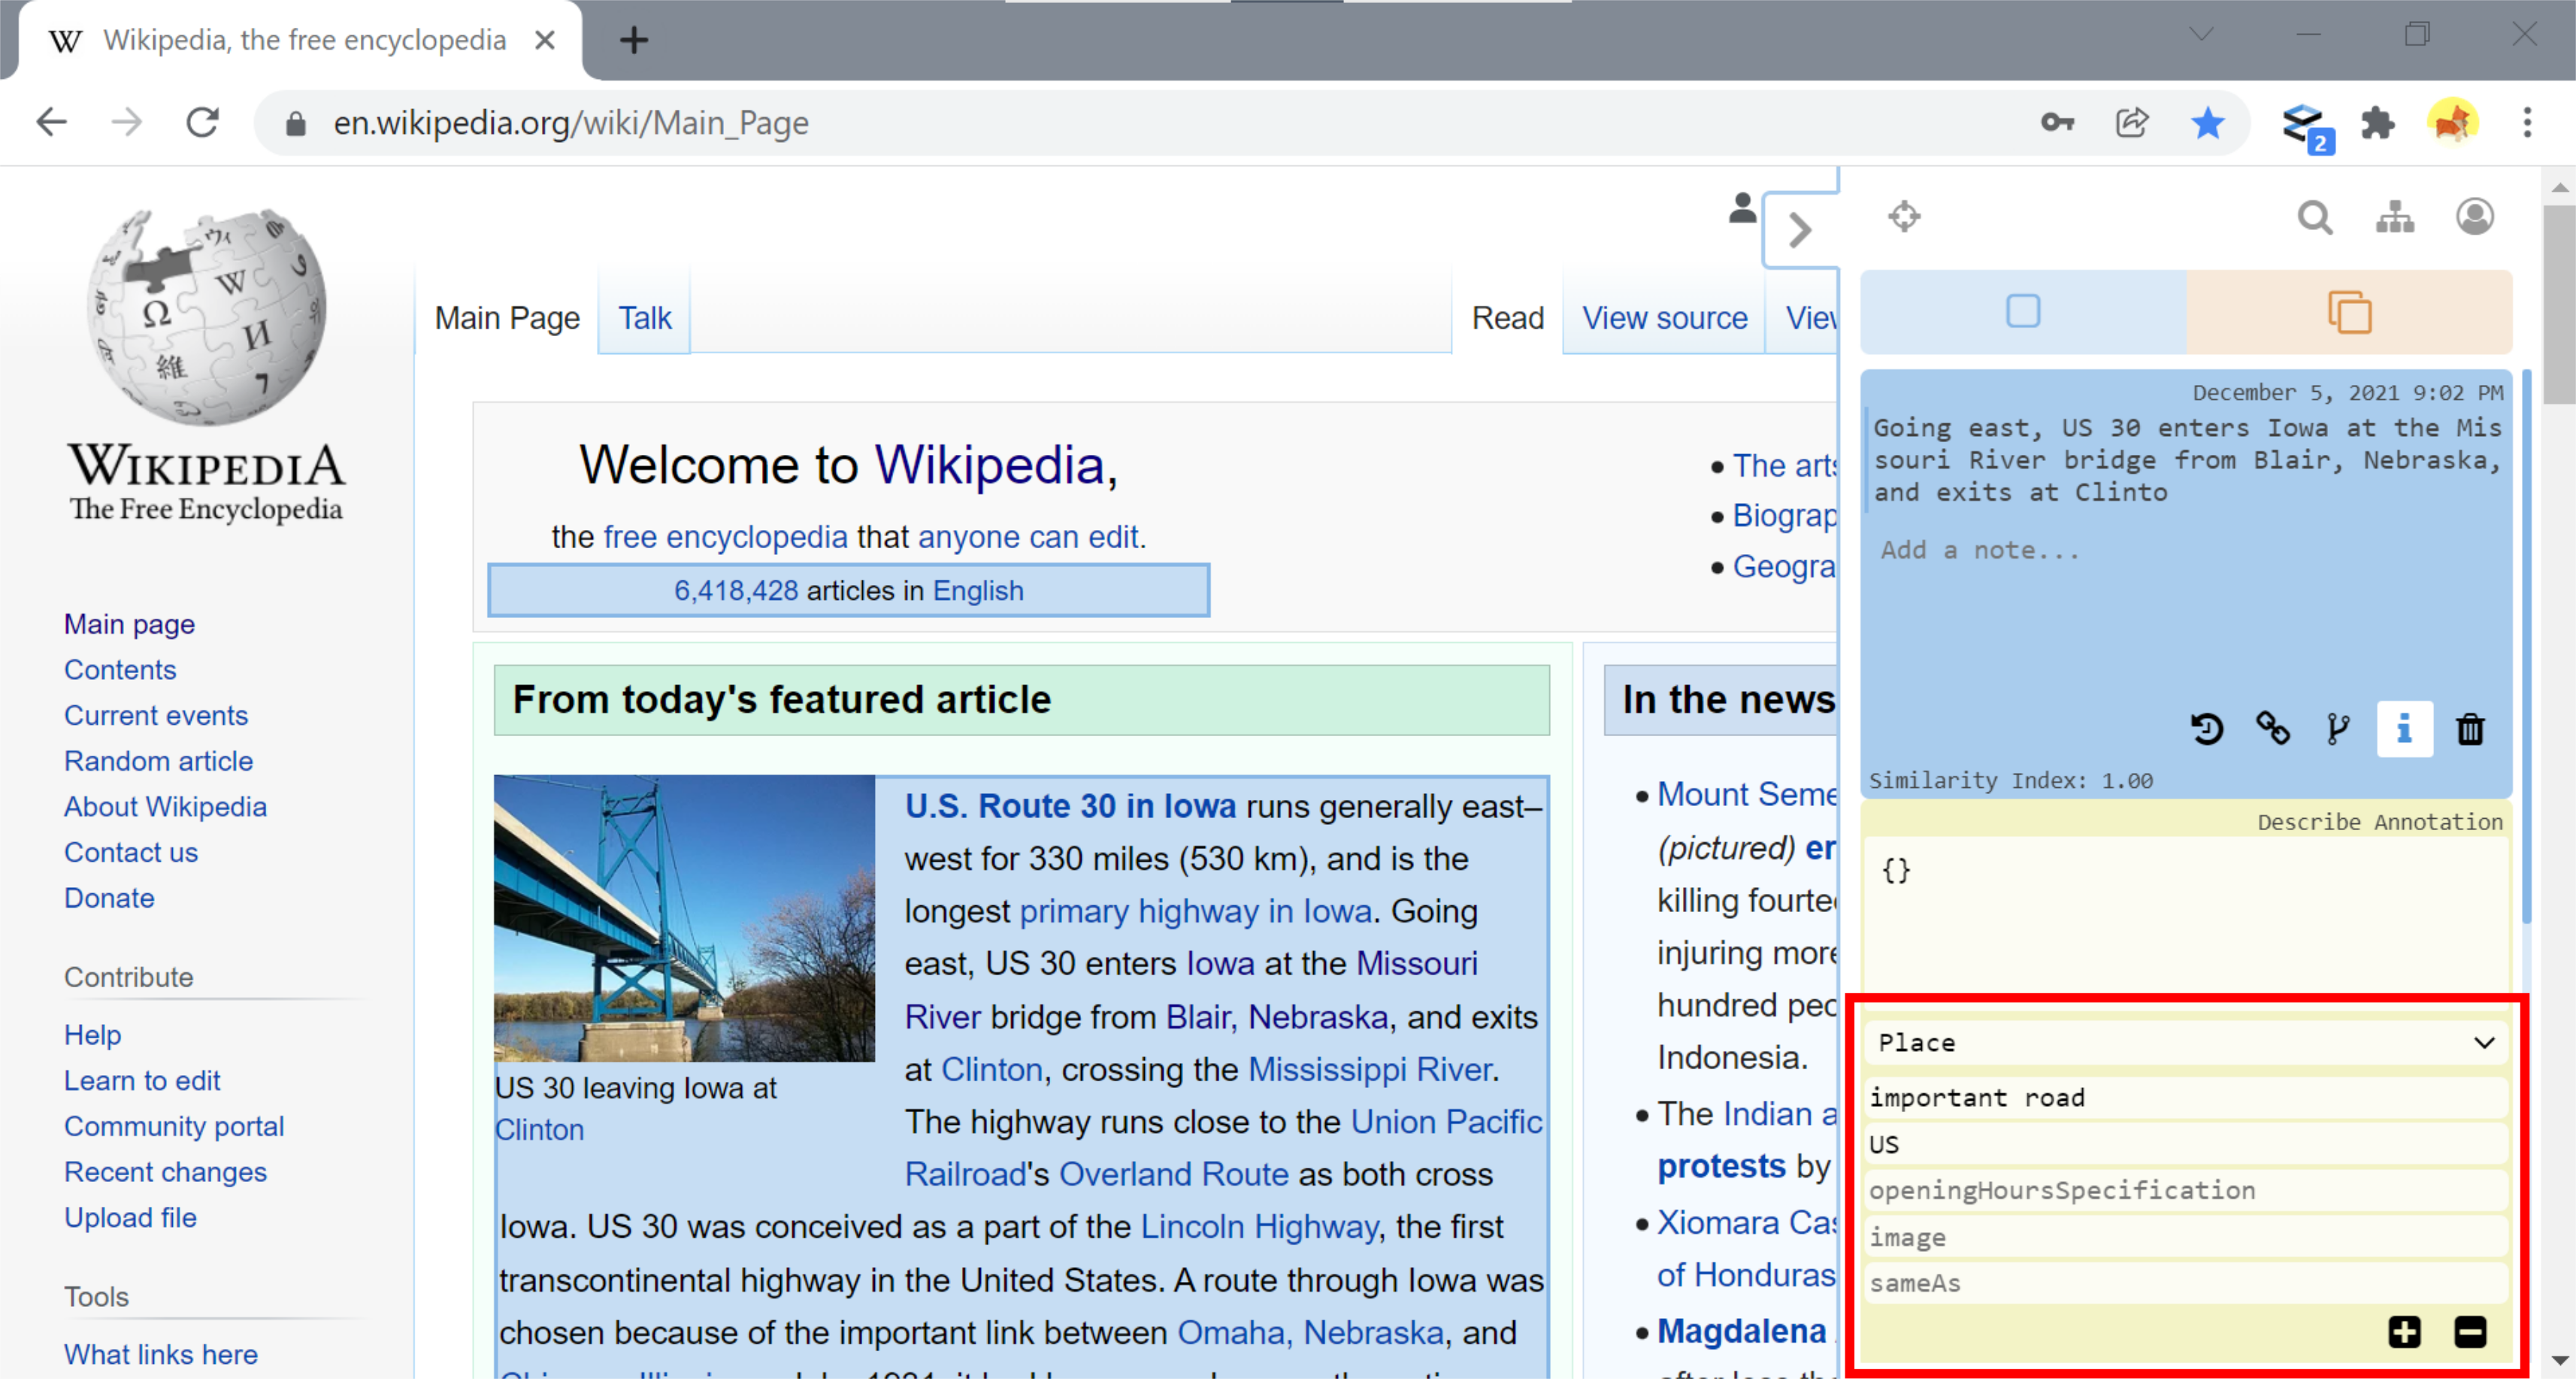 W Wikipedia, the free encyclopedia
en.wikipedia.org/wiki/Main_Page
2
WIKIPEDIA
The Free Encyclopedia
Main page
Contents
Current events
Random article
About Wikipedia
Contact us
Donate
Contribute
Help
Learn to edit
Community portal
Recent changes
Upload file
Tools
What links here
Main Page
Talk
Read
View source
View
Welcome to Wikipedia,
the free encyclopedia that anyone can edit.
6,418,428 articles in English
• The arts
• Biograp
• Geogra
From today's featured article
US 30 leaving Iowa at
Clinton
U.S. Route 30 in Iowa runs generally east–
west for 330 miles (530 km), and is the
longest primary highway in Iowa. Going
east, US 30 enters Iowa at the Missouri
River bridge from Blair, Nebraska, and exits
at Clinton, crossing the Mississippi River.
The highway runs close to the Union Pacific
Railroad's Overland Route as both cross
Iowa. US 30 was conceived as a part of the Lincoln Highway, the first
transcontinental highway in the United States. A route through Iowa was
chosen because of the important link between Omaha, Nebraska, and
In the news
• Mount Seme
(pictured) er
killing fourtee
injuring more
hundred peo
Indonesia.
• The Indian a
protests by
• Xiomara Cas
of Honduras
• Magdalena
December 5, 2021 9:02 PM
Going east, US 30 enters Iowa at the Mis
souri River bridge from Blair, Nebraska,
and exits at Clinto
Add a note...
Similarity Index: 1.00
Describe Annotation
{}
Place
important road
US
openingHoursSpecification
image
sameAs